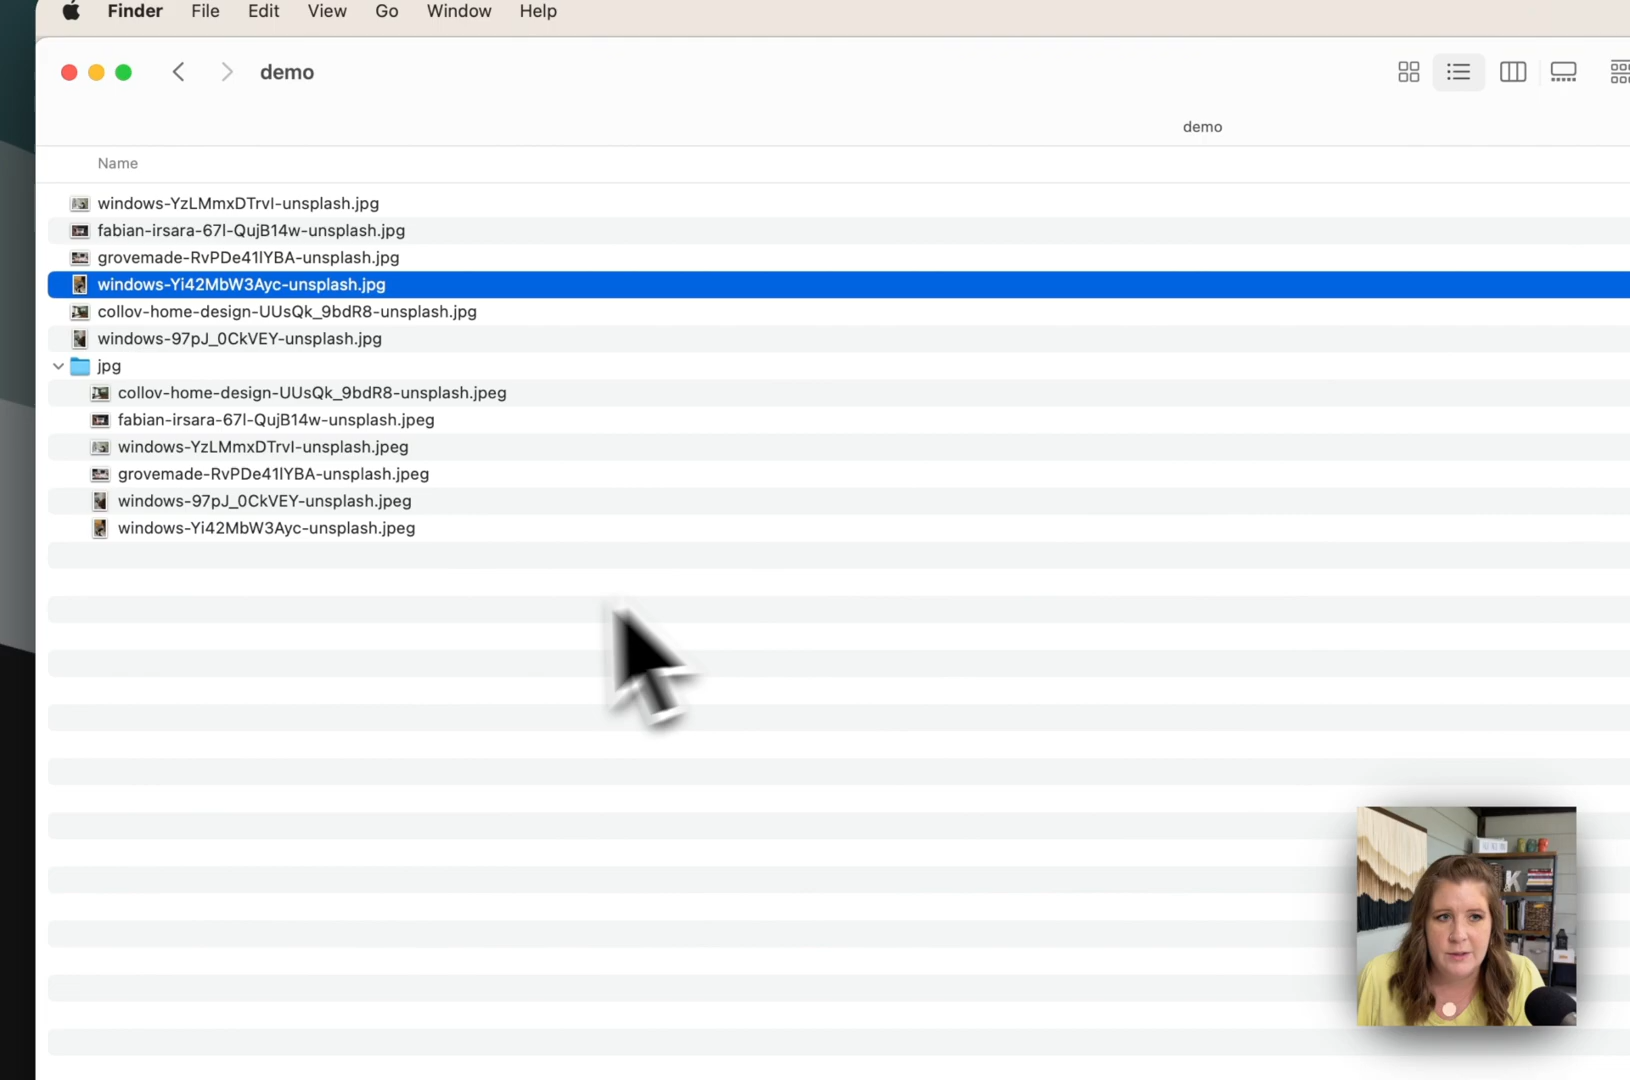 Finder File Edit View Go Window Help
demo
demo
Name
windows-YzLMmxDTrvI-unsplash.jpg
fabian-irsara-67l-QujB14w-unsplash.jpg
grovemade-RvPDe41lYBA-unsplash.jpg
windows-Yi42MbW3Ayc-unsplash.jpg
collov-home-design-UUsQk_9bdR8-unsplash.jpg
windows-97pJ_0CkVEY-unsplash.jpg
jpg
collov-home-design-UUsQk_9bdR8-unsplash.jpeg
fabian-irsara-67l-QujB14w-unsplash.jpeg
windows-YzLMmxDTrvI-unsplash.jpeg
grovemade-RvPDe41lYBA-unsplash.jpeg
windows-97pJ_0CkVEY-unsplash.jpeg
windows-Yi42MbW3Ayc-unsplash.jpeg
K